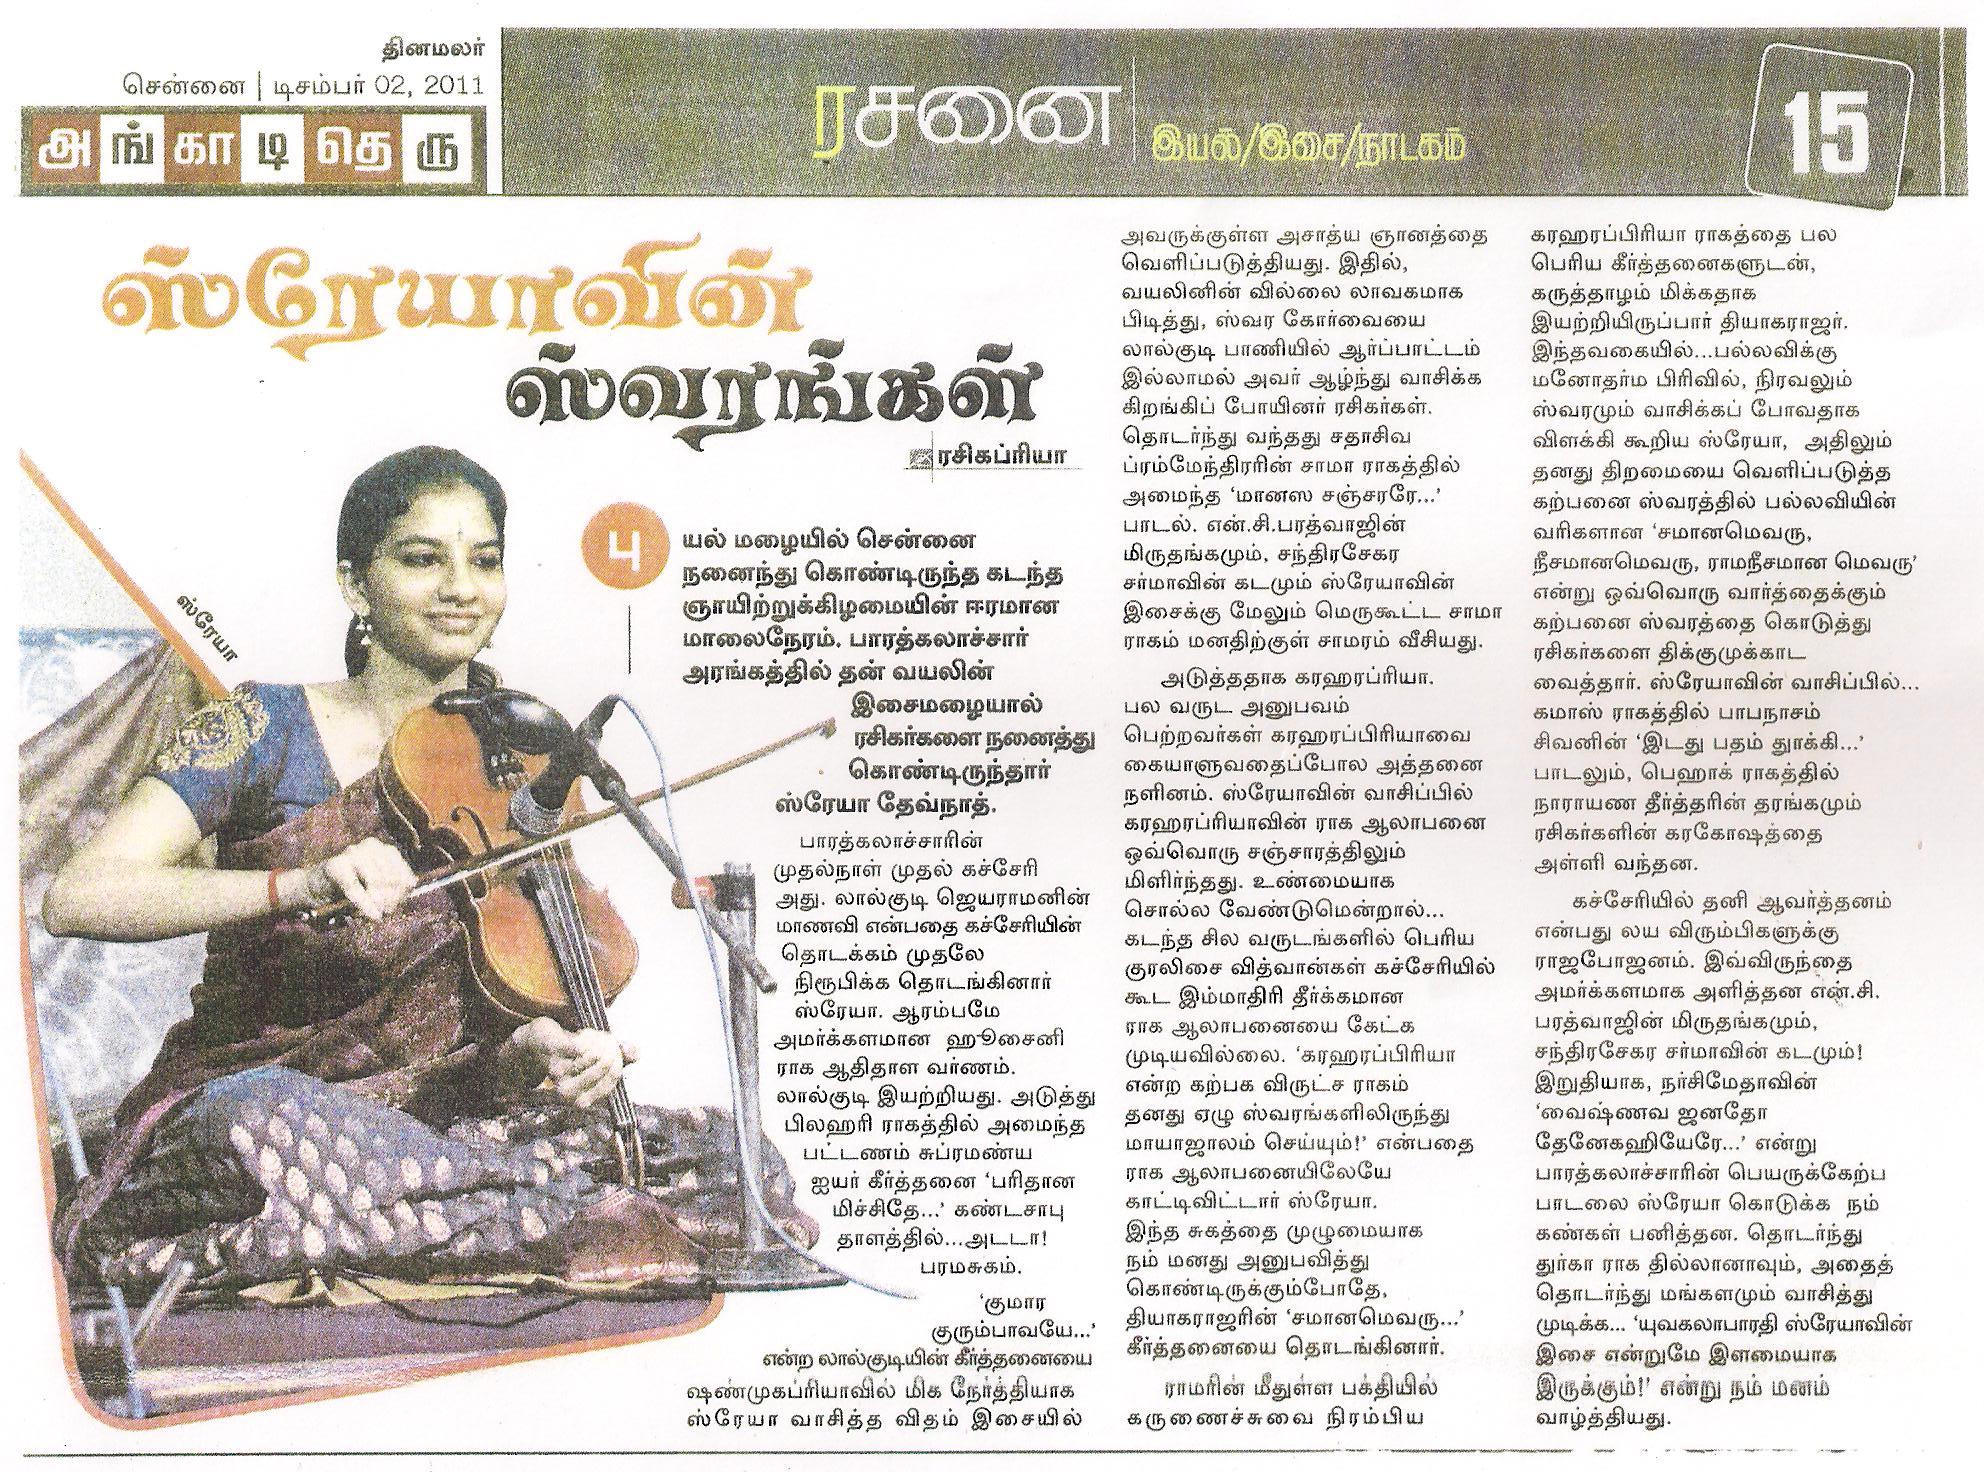 தினமலர்
சென்னை | டிசம்பர் 02, 2011
அங்காடிதெரு
ரசனை
இயல்/இசை/நாடகம்
15
ஸ்ரேயாவின்
ஸ்வரங்கள்
ரசிகப்ரியா
ஸ்ரேயா
பு
யல் மழையில் சென்னை
நனைந்து கொண்டிருந்த கடந்த
ஞாயிற்றுக்கிழமையின் ஈரமான
மாலைநேரம். பாரத்கலாச்சார்
அரங்கத்தில் தன் வயலின்
இசைமழையால்
ரசிகர்களை நனைத்து
கொண்டிருந்தார்
ஸ்ரேயா தேவ்நாத்.
பாரத்கலாச்சாரின்
முதல்நாள் முதல் கச்சேரி
அது. லால்குடி ஜெயராமனின்
மாணவி என்பதை கச்சேரியின்
தொடக்கம் முதலே
நிரூபிக்க தொடங்கினார்
ஸ்ரேயா. ஆரம்பமே
அமர்க்களமான ஹூசைனி
ராக ஆதிதாள வர்ணம்.
லால்குடி இயற்றியது. அடுத்து
பிலஹரி ராகத்தில் அமைந்த
பட்டணம் சுப்ரமண்ய
ஐயர் கீர்த்தனை ‘பரிதான
மிச்சிதே...’ கண்டசாபு
தாளத்தில்...அடடா!
பரமசுகம்.
‘குமார
குரும்பாவயே...’
என்ற லால்குடியின் கீர்த்தனையை
ஷண்முகப்ரியாவில் மிக நேர்த்தியாக
ஸ்ரேயா வாசித்த விதம் இசையில்
அவருக்குள்ள அசாத்ய ஞானத்தை
வெளிப்படுத்தியது. இதில்,
வயலினின் வில்லை லாவகமாக
பிடித்து, ஸ்வர கோர்வையை
லால்குடி பாணியில் ஆர்ப்பாட்டம்
இல்லாமல் அவர் ஆழ்ந்து வாசிக்க
கிறங்கிப் போயினர் ரசிகர்கள்.
தொடர்ந்து வந்தது சதாசிவ
ப்ரம்மேந்திரரின் சாமா ராகத்தில்
அமைந்த ‘மானஸ சஞ்சரரே...’
பாடல். என்.சி.பரத்வாஜின்
மிருதங்கமும், சந்திரசேகர
சர்மாவின் கடமும் ஸ்ரேயாவின்
இசைக்கு மேலும் மெருகூட்ட சாமா
ராகம் மனதிற்குள் சாமரம் வீசியது.
அடுத்ததாக கரஹரப்ரியா.
பல வருட அனுபவம்
பெற்றவர்கள் கரஹரப்பிரியாவை
கையாளுவதைப்போல அத்தனை
நளினம். ஸ்ரேயாவின் வாசிப்பில்
கரஹரப்ரியாவின் ராக ஆலாபனை
ஒவ்வொரு சஞ்சாரத்திலும்
மிளிர்ந்தது. உண்மையாக
சொல்ல வேண்டுமென்றால்...
கடந்த சில வருடங்களில் பெரிய
குரலிசை வித்வான்கள் கச்சேரியில்
கூட இம்மாதிரி தீர்க்கமான
ராக ஆலாபனையை கேட்க
முடியவில்லை. ‘கரஹரப்பிரியா
என்ற கற்பக விருட்ச ராகம்
தனது ஏழு ஸ்வரங்களிலிருந்து
மாயாஜாலம் செய்யும்!’ என்பதை
ராக ஆலாபனையிலேயே
காட்டிவிட்டார் ஸ்ரேயா.
இந்த சுகத்தை முழுமையாக
நம் மனது அனுபவித்து
கொண்டிருக்கும்போதே,
தியாகராஜரின் ‘சமானமெவரு...’
கீர்த்தனையை தொடங்கினார்.
ராமரின் மீதுள்ள பக்தியில்
கருணைச்சுவை நிரம்பிய
கரஹரப்பிரியா ராகத்தை பல
பெரிய கீர்த்தனைகளுடன்,
கருத்தாழம் மிக்கதாக
இயற்றியிருப்பார் தியாகராஜர்.
இந்தவகையில்...பல்லவிக்கு
மனோதர்ம பிரிவில், நிரவலும்
ஸ்வரமும் வாசிக்கப் போவதாக
விளக்கி கூறிய ஸ்ரேயா, அதிலும்
தனது திறமையை வெளிப்படுத்த
கற்பனை ஸ்வரத்தில் பல்லவியின்
வரிகளான ‘சமானமெவரு,
நீசமானமெவரு, ராமநீசமான மெவரு’
என்று ஒவ்வொரு வார்த்தைக்கும்
கற்பனை ஸ்வரத்தை கொடுத்து
ரசிகர்களை திக்குமுக்காட
வைத்தார். ஸ்ரேயாவின் வாசிப்பில்...
கமாஸ் ராகத்தில் பாபநாசம்
சிவனின் ‘இடது பதம் தூக்கி...’
பாடலும், பெஹாக் ராகத்தில்
நாராயண தீர்த்தரின் தரங்கமும்
ரசிகர்களின் கரகோஷத்தை
அள்ளி வந்தன.
கச்சேரியில் தனி ஆவர்த்தனம்
என்பது லய விரும்பிகளுக்கு
ராஜபோஜனம். இவ்விருந்தை
அமர்க்களமாக அளித்தன என்.சி.
பரத்வாஜின் மிருதங்கமும்,
சந்திரசேகர சர்மாவின் கடமும்!
இறுதியாக, நர்சிமேதாவின்
‘வைஷ்ணவ ஜனதோ
தேனேகஹியேரே...’ என்று
பாரத்கலாச்சாரின் பெயருக்கேற்ப
பாடலை ஸ்ரேயா கொடுக்க நம்
கண்கள் பனித்தன. தொடர்ந்து
துர்கா ராக தில்லானாவும், அதைத்
தொடர்ந்து மங்களமும் வாசித்து
முடிக்க... ‘யுவகலாபாரதி ஸ்ரேயாவின்
இசை என்றுமே இளமையாக
இருக்கும்!’ என்று நம் மனம்
வாழ்த்தியது.